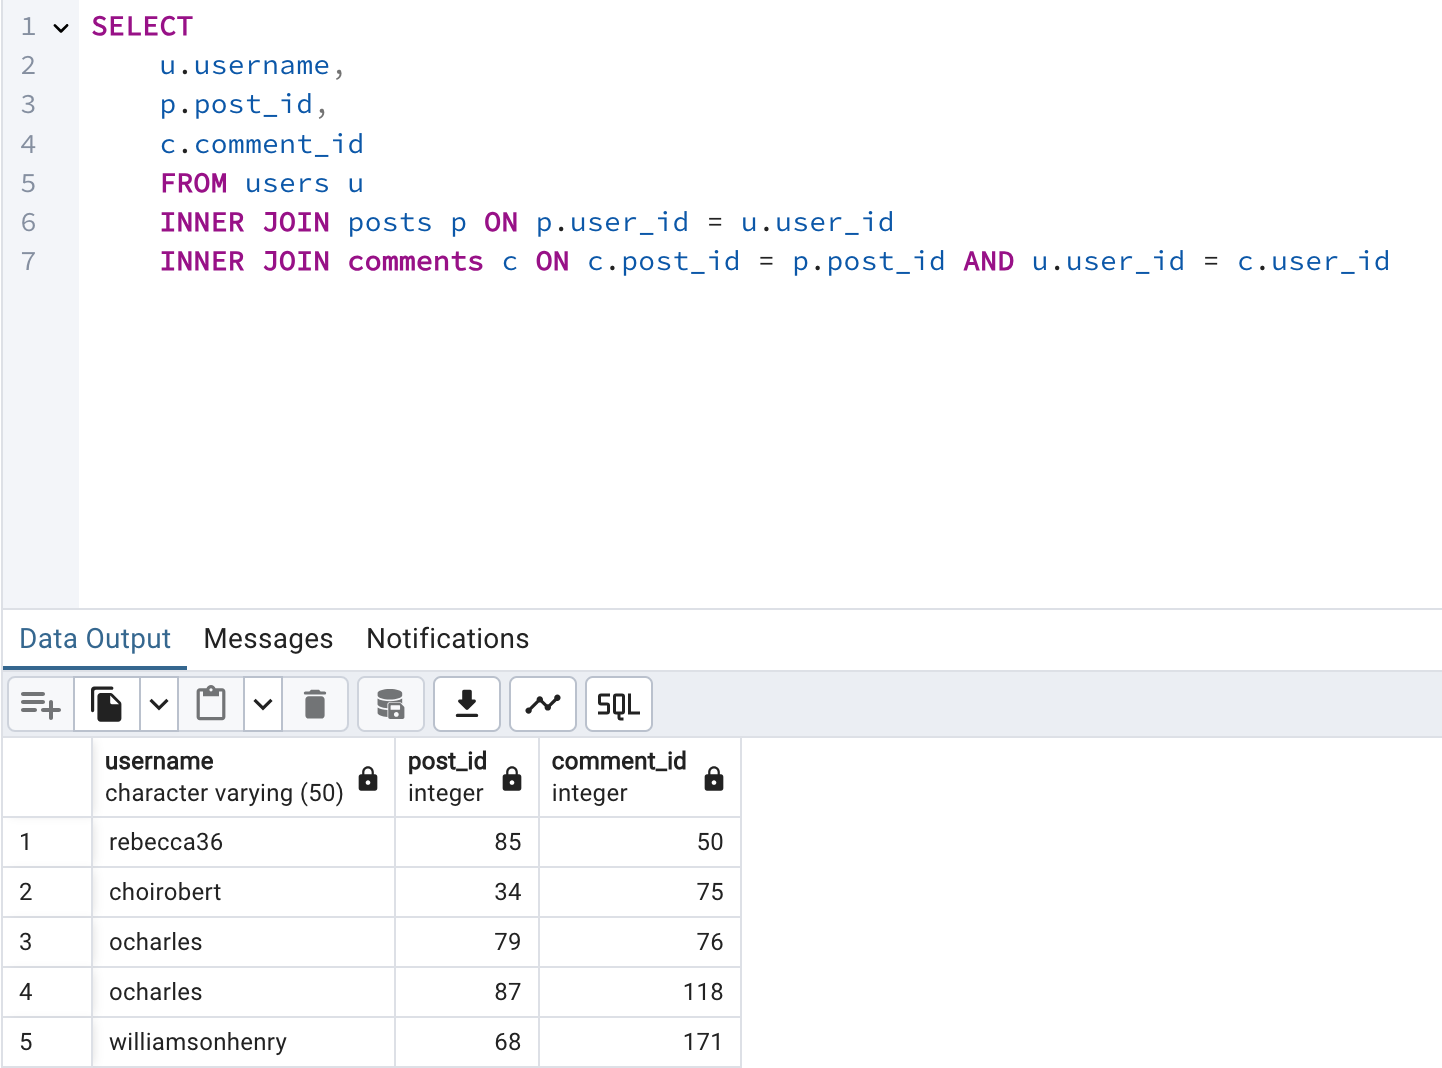 1 SELECT
2 u.username,
3 p.post_id,
4 c.comment_id
5 FROM users u
6 INNER JOIN posts p ON p.user_id = u.user_id
7 INNER JOIN comments c ON c.post_id = p.post_id AND u.user_id = c.user_id
Data Output Messages Notifications
SQL
username post_id comment_id
character varying (50) integer integer
1 rebecca36 85 50
2 choirobert 34 75
3 ocharles 79 76
4 ocharles 87 118
5 williamsonhenry 68 171